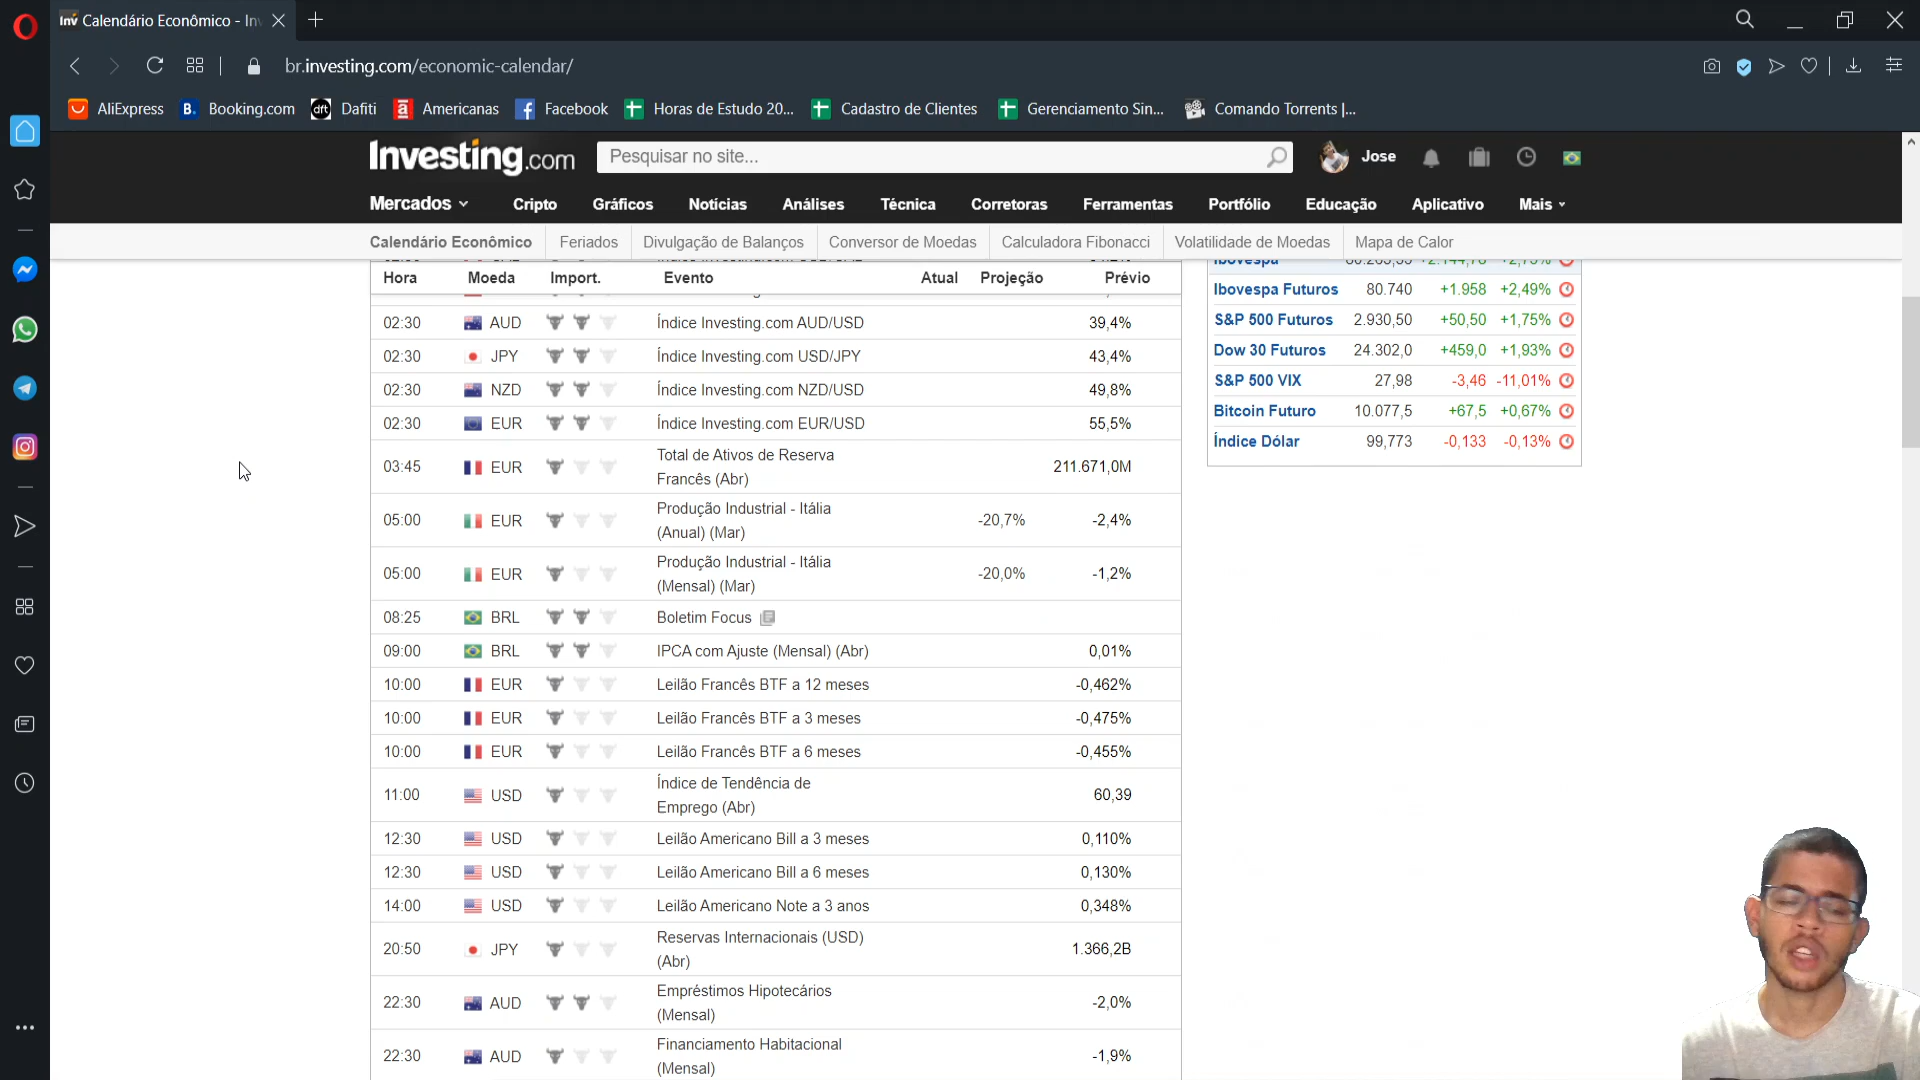 Inv Calendário Econômico - Inv
br.investing.com/economic-calendar/
AliExpress
B. Booking.com
dft Dafiti
a Americanas
Facebook
Horas de Estudo 20...
Cadastro de Clientes
Gerenciamento Sin...
Comando Torrents |...
Investing.com
Pesquisar no site...
Jose
Mercados Cripto Gráficos Notícias Análises Técnica Corretoras Ferramentas Portfólio Educação Aplicativo Mais
Calendário Econômico Feriados Divulgação de Balanços Conversor de Moedas Calculadora Fibonacci Volatilidade de Moedas Mapa de Calor
Hora Moeda Import. Evento Atual Projeção Prévio
02:30 AUD Índice Investing.com AUD/USD 39,4%
02:30 JPY Índice Investing.com USD/JPY 43,4%
02:30 NZD Índice Investing.com NZD/USD 49,8%
02:30 EUR Índice Investing.com EUR/USD 55,5%
03:45 EUR Total de Ativos de Reserva
Francês (Abr) 211.671,0M
05:00 EUR Produção Industrial - Itália
(Anual) (Mar) -20,7% -2,4%
05:00 EUR Produção Industrial - Itália
(Mensal) (Mar) -20,0% -1,2%
08:25 BRL Boletim Focus
09:00 BRL IPCA com Ajuste (Mensal) (Abr) 0,01%
10:00 EUR Leilão Francês BTF a 12 meses -0,462%
10:00 EUR Leilão Francês BTF a 3 meses -0,475%
10:00 EUR Leilão Francês BTF a 6 meses -0,455%
11:00 USD Índice de Tendência de
Emprego (Abr) 60,39
12:30 USD Leilão Americano Bill a 3 meses 0,110%
12:30 USD Leilão Americano Bill a 6 meses 0,130%
14:00 USD Leilão Americano Note a 3 anos 0,348%
20:50 JPY Reservas Internacionais (USD)
(Abr) 1.366,2B
22:30 AUD Empréstimos Hipotecários
(Mensal) -2,0%
22:30 AUD Financiamento Habitacional
(Mensal) -1,9%
Ibovespa
Ibovespa Futuros 80.740 +1.958 +2,49%
S&P 500 Futuros 2.930,50 +50,50 +1,75%
Dow 30 Futuros 24.302,0 +459,0 +1,93%
S&P 500 VIX 27,98 -3,46 -11,01%
Bitcoin Futuro 10.077,5 +67,5 +0,67%
Índice Dólar 99,773 -0,133 -0,13%